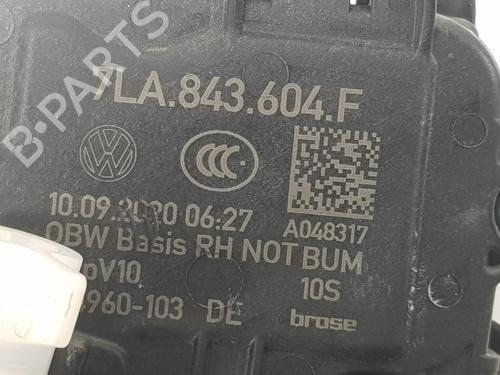 B-PARTS
7LA.843.604.F
CCC
10.09.2020 06:27
A048317
OBW Basis RH NOT BUM
pV10
10S
960-103 DE
brose